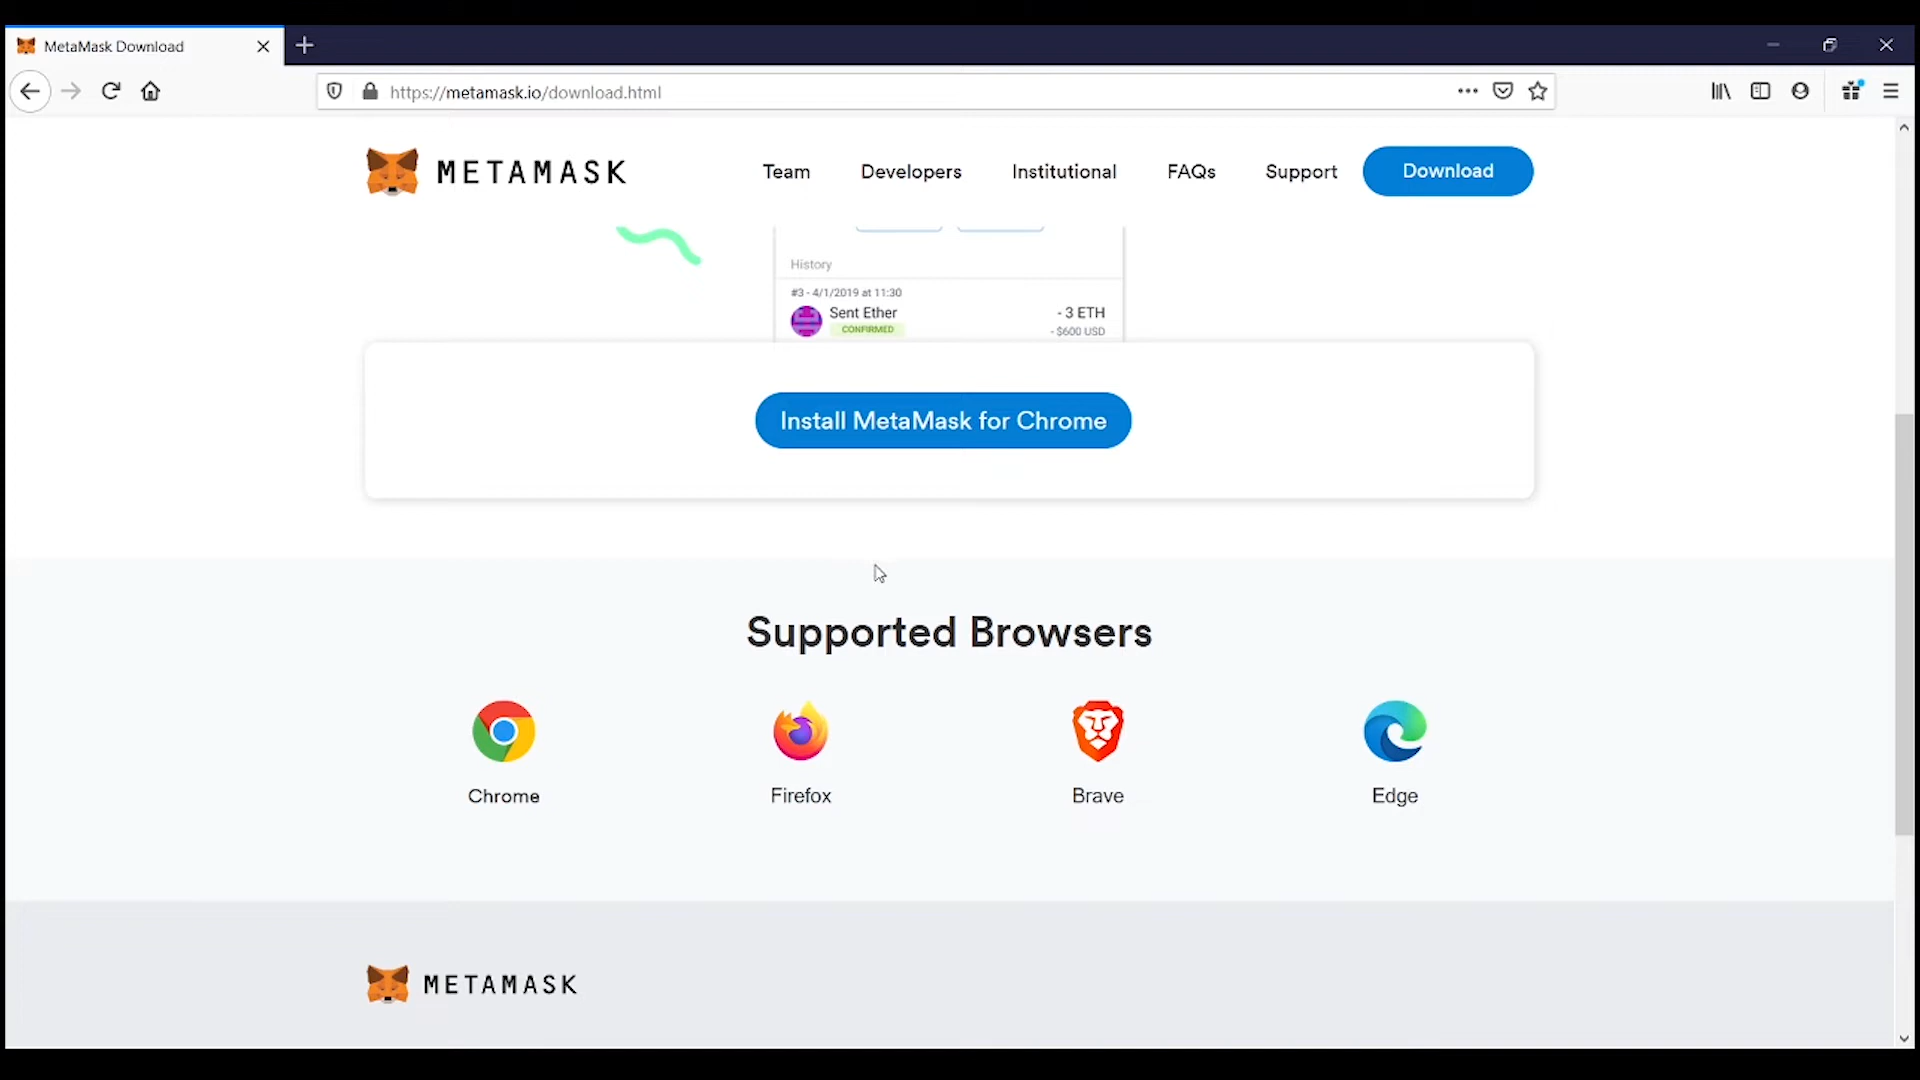 MetaMask Download
https://metamask.io/download.html
METAMASK
Team
Developers
Institutional
FAQs
Support
Download
History
#3 - 4/1/2019 at 11:30
Sent Ether
- 3 ETH
CONFIRMED
- $600 USD
Install MetaMask for Chrome
Supported Browsers
Chrome
Firefox
Brave
Edge
METAMASK